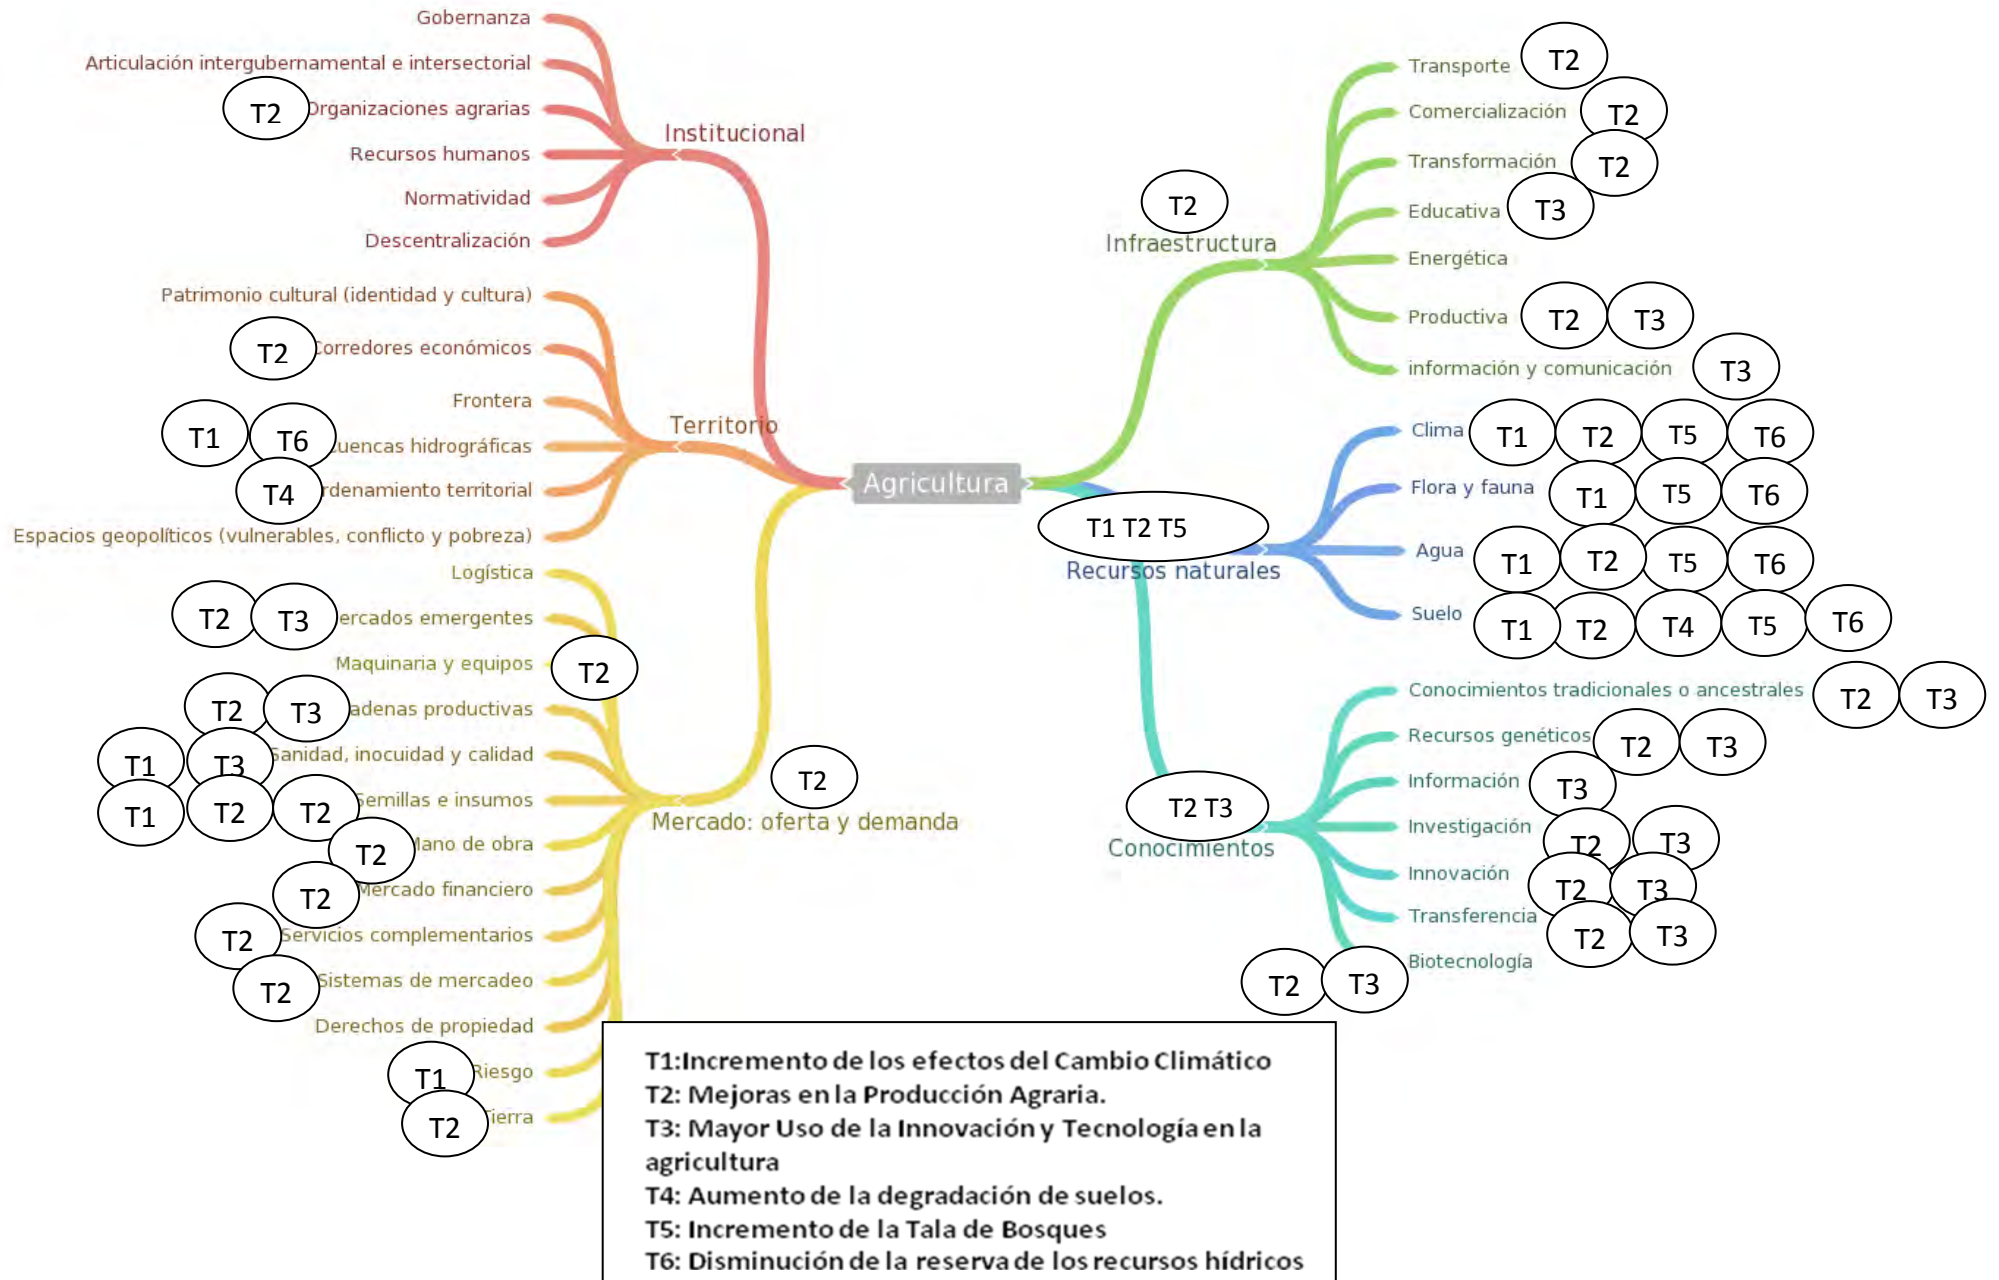 Gobernanza
Articulación intergubernamental e intersectorial
T2 Organizaciones agrarias
Recursos humanos
Normatividad
Descentralización
Institucional
Patrimonio cultural (identidad y cultura)
T2 Corredores económicos
Frontera
T1 T6 cuencas hidrográficas
T4 rdenamiento territorial
Espacios geopolíticos (vulnerables, conflicto y pobreza)
Territorio
Logística
T2 T3 ercados emergentes
Maquinaria y equipos T2
T2 T3 adenas productivas
T1 T3 Sanidad, inocuidad y calidad
T1 T2 T2 Semillas e insumos
T2 Mano de obra
T2 Mercado financiero
T2 Servicios complementarios
T2 Sistemas de mercadeo
Derechos de propiedad
T1 Riesgo
T2 Tierra
T2
Mercado: oferta y demanda
Agricultura
T2
Infraestructura
Transporte T2
Comercialización T2
Transformación T2
Educativa T3
Energética
Productiva T2 T3
información y comunicación T3
T1 T2 T5
Recursos naturales
Clima T1 T2 T5 T6
Flora y fauna T1 T5 T6
Agua T1 T2 T5 T6
Suelo T1 T2 T4 T5 T6
T2 T3
Conocimientos
Conocimientos tradicionales o ancestrales T2 T3
Recursos genéticos T2 T3
Información T3
Investigación T2 T3
Innovación T2 T3
Transferencia T2 T3
T2 T3 Biotecnología
T1:Incremento de los efectos del Cambio Climático
T2: Mejoras en la Producción Agraria.
T3: Mayor Uso de la Innovación y Tecnología en la
agricultura
T4: Aumento de la degradación de suelos.
T5: Incremento de la Tala de Bosques
T6: Disminución de la reserva de los recursos hídricos